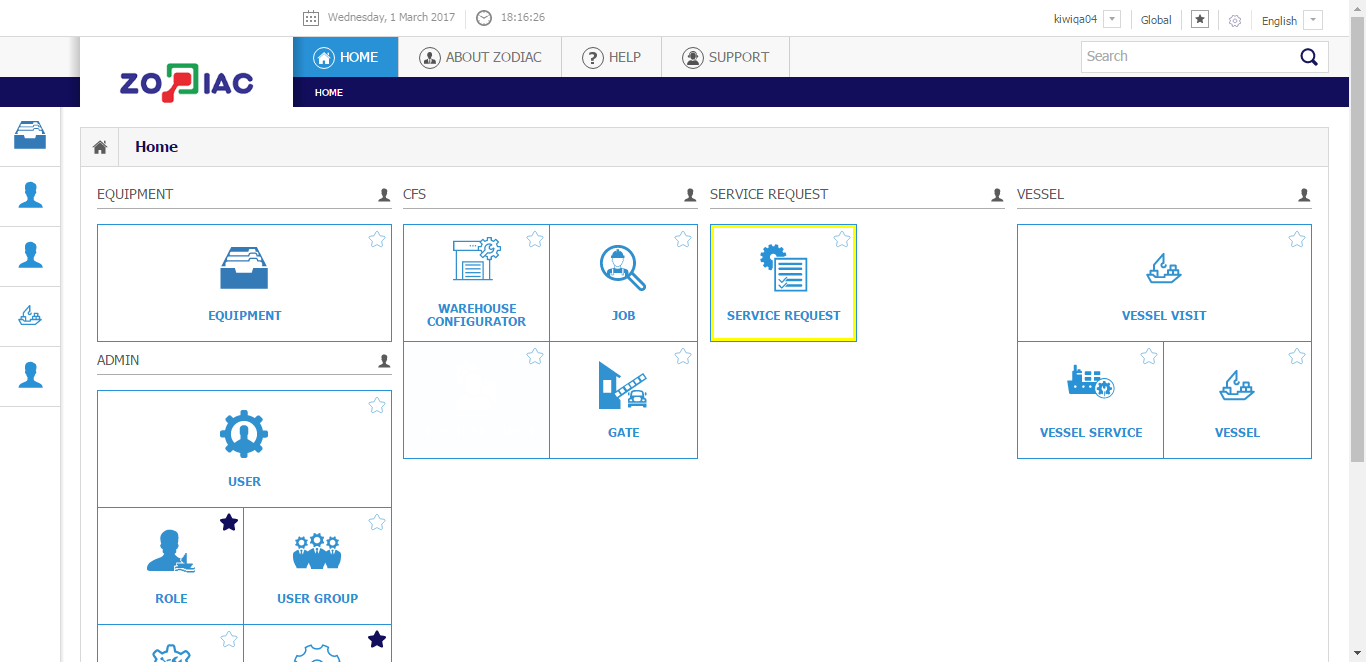 Wednesday, 1 March 2017 18:16:26 kiwiqa04 Global English
ZODIAC
HOME ABOUT ZODIAC HELP SUPPORT Search
HOME
Home
EQUIPMENT CFS SERVICE REQUEST VESSEL
EQUIPMENT
WAREHOUSE
CONFIGURATOR
JOB
SERVICE REQUEST
VESSEL VISIT
ADMIN
GATE
VESSEL SERVICE
VESSEL
USER
ROLE
USER GROUP